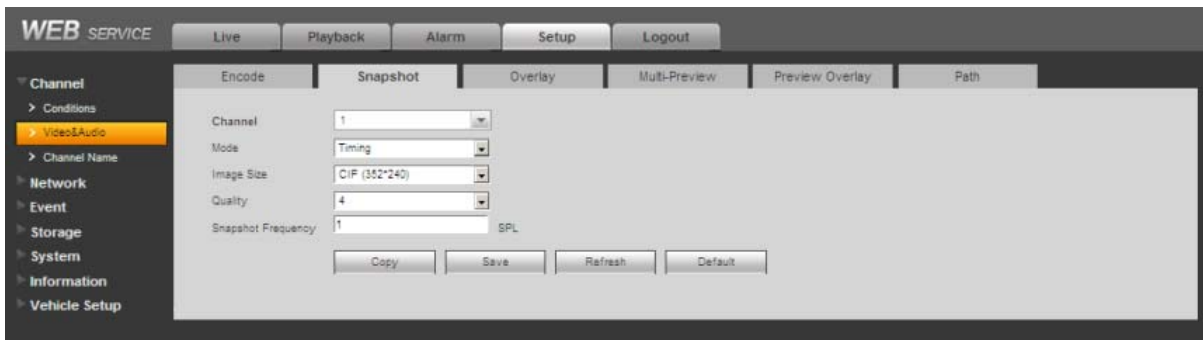 WEB SERVICE
Live Playback Alarm Setup Logout
Channel
Conditions
Video&Audio
Channel Name
Network
Event
Storage
System
Information
Vehicle Setup
Encode Snapshot Overlay Multi-Preview Preview Overlay Path
Channel 1
Mode Timing
Image Size CIF (352*240)
Quality 4
Snapshot Frequency 1 SPL
Copy Save Refresh Default